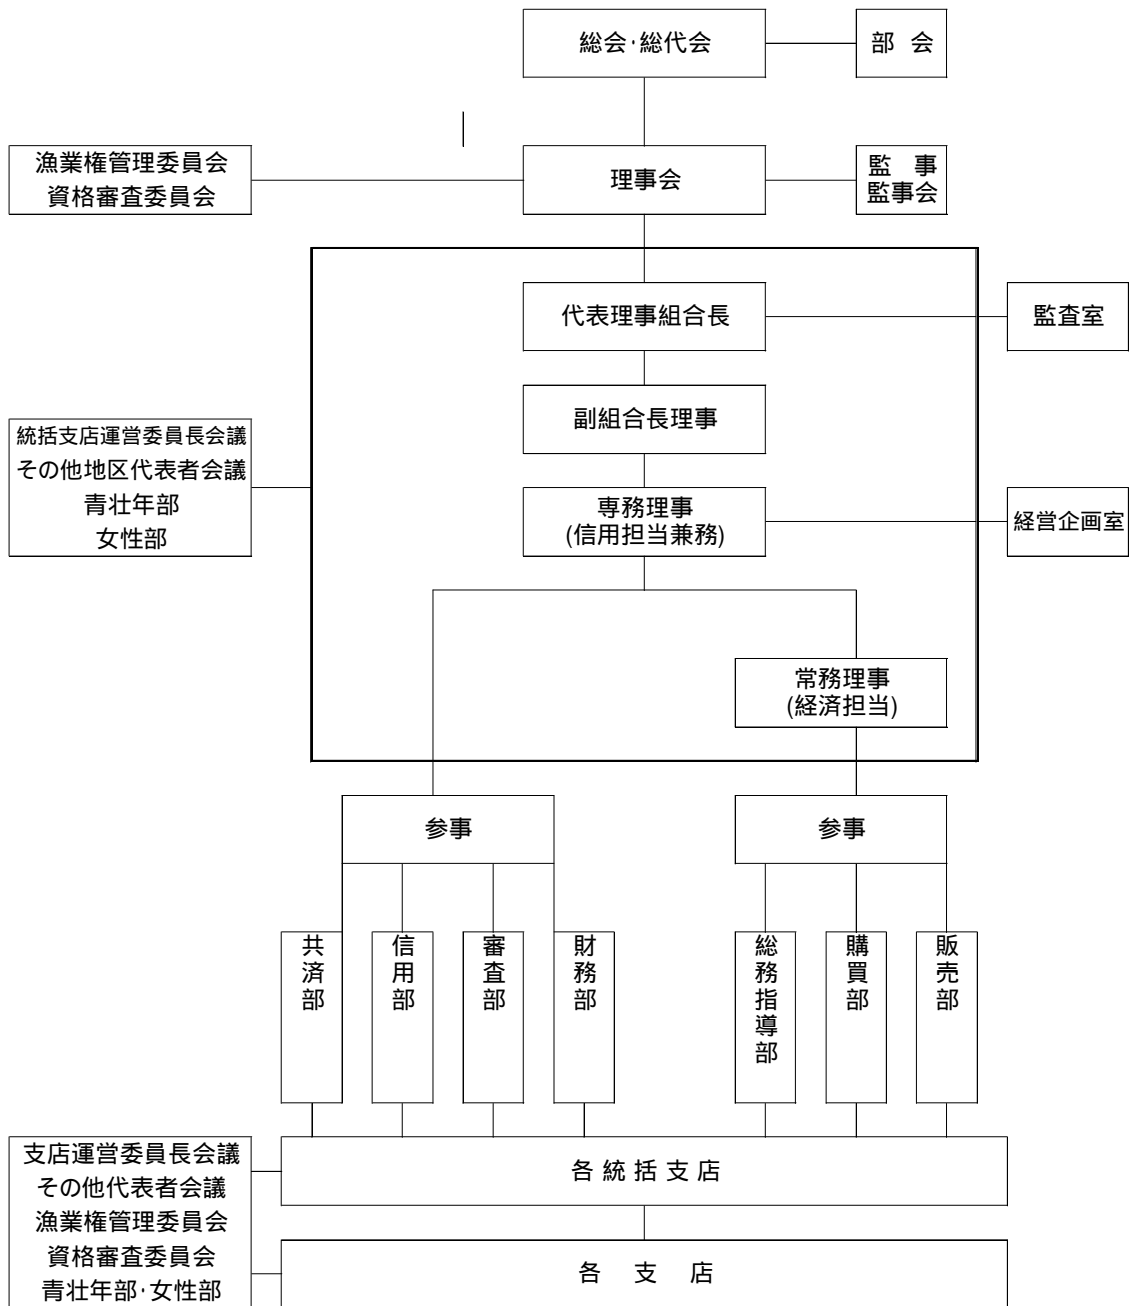 総会・総代会
部 会
漁業権管理委員会
資格審査委員会
理事会
監 事
監事会
代表理事組合長
監査室
副組合長理事
統括支店運営委員長会議
その他地区代表者会議
青壮年部
女性部
専務理事
(信用担当兼務)
経営企画室
常務理事
(経済担当)
参事
参事
共済部
信用部
審査部
財務部
総務指導部
購買部
販売部
支店運営委員長会議
その他代表者会議
漁業権管理委員会
資格審査委員会
青壮年部・女性部
各 統 括 支 店
各 支 店